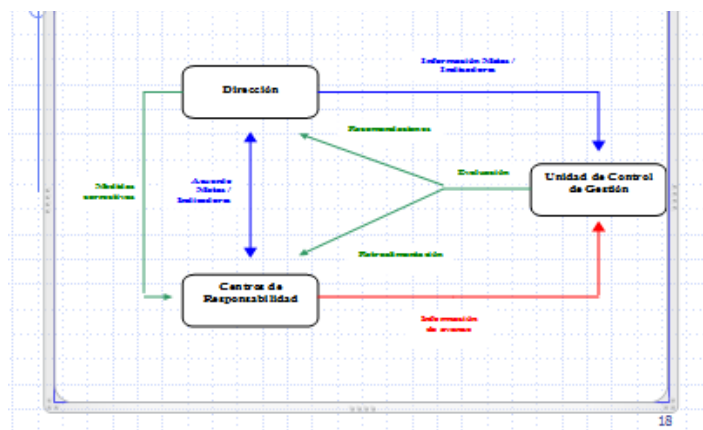 Información Metas /
Indicadores
Dirección
Recomendaciones
Evaluación
Unidad de Control
de Gestión
Medidas
correctivas
Acuerdo
Metas /
Indicadores
Retroalimentación
Centros de
Responsabilidad
Información
de avance
18